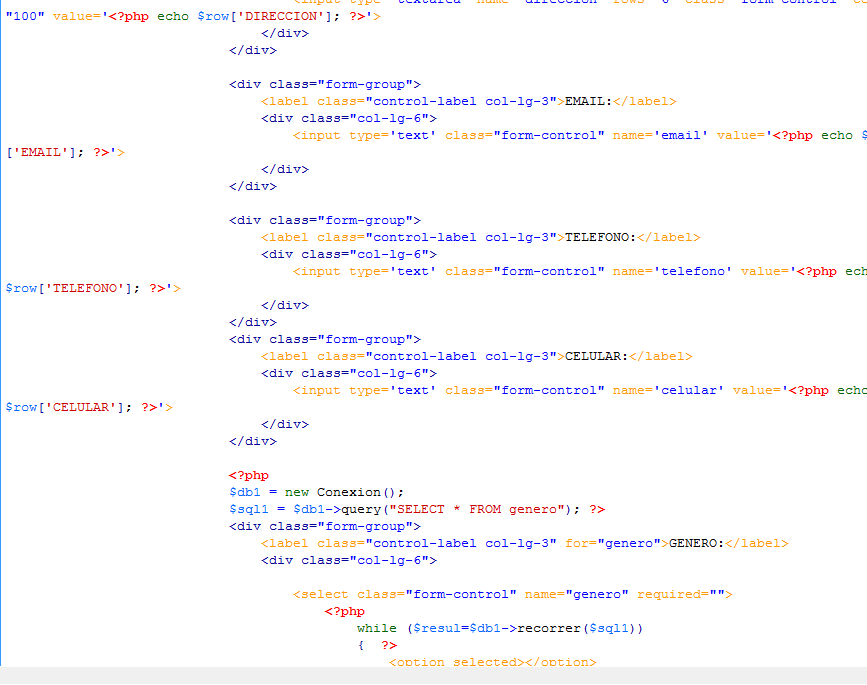 "100" value='<?php echo $row['DIRECCION']; ?>'>
</div>
</div>
<div class="form-group">
<label class="control-label col-lg-3">EMAIL:</label>
<div class="col-lg-6">
<input type='text' class="form-control" name='email' value='<?php echo $
['EMAIL']; ?>'>
</div>
</div>
<div class="form-group">
<label class="control-label col-lg-3">TELEFONO:</label>
<div class="col-lg-6">
<input type='text' class="form-control" name='telefono' value='<?php ech
$row['TELEFONO']; ?>'>
</div>
</div>
<div class="form-group">
<label class="control-label col-lg-3">CELULAR:</label>
<div class="col-lg-6">
<input type='text' class="form-control" name='celular' value='<?php echo
$row['CELULAR']; ?>'>
</div>
</div>
<?php
$db1 = new Conexion();
$sql1 = $db1->query("SELECT * FROM genero"); ?>
<div class="form-group">
<label class="control-label col-lg-3" for="genero">GENERO:</label>
<div class="col-lg-6">
<select class="form-control" name="genero" required="">
<?php
while ($resul=$db1->recorrer($sql1))
{ ?>
<option selected></option>